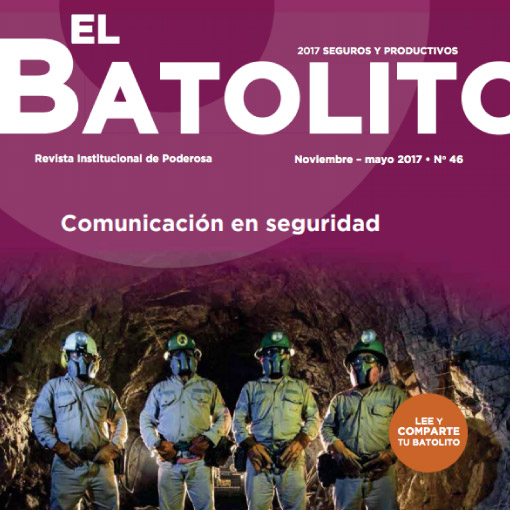 EL
BATOLITO
2017 SEGUROS Y PRODUCTIVOS
Revista Institucional de Poderosa
Noviembre – mayo 2017 • Nº 46
Comunicación en seguridad
LEE Y
COMPARTE
TU BATOLITO